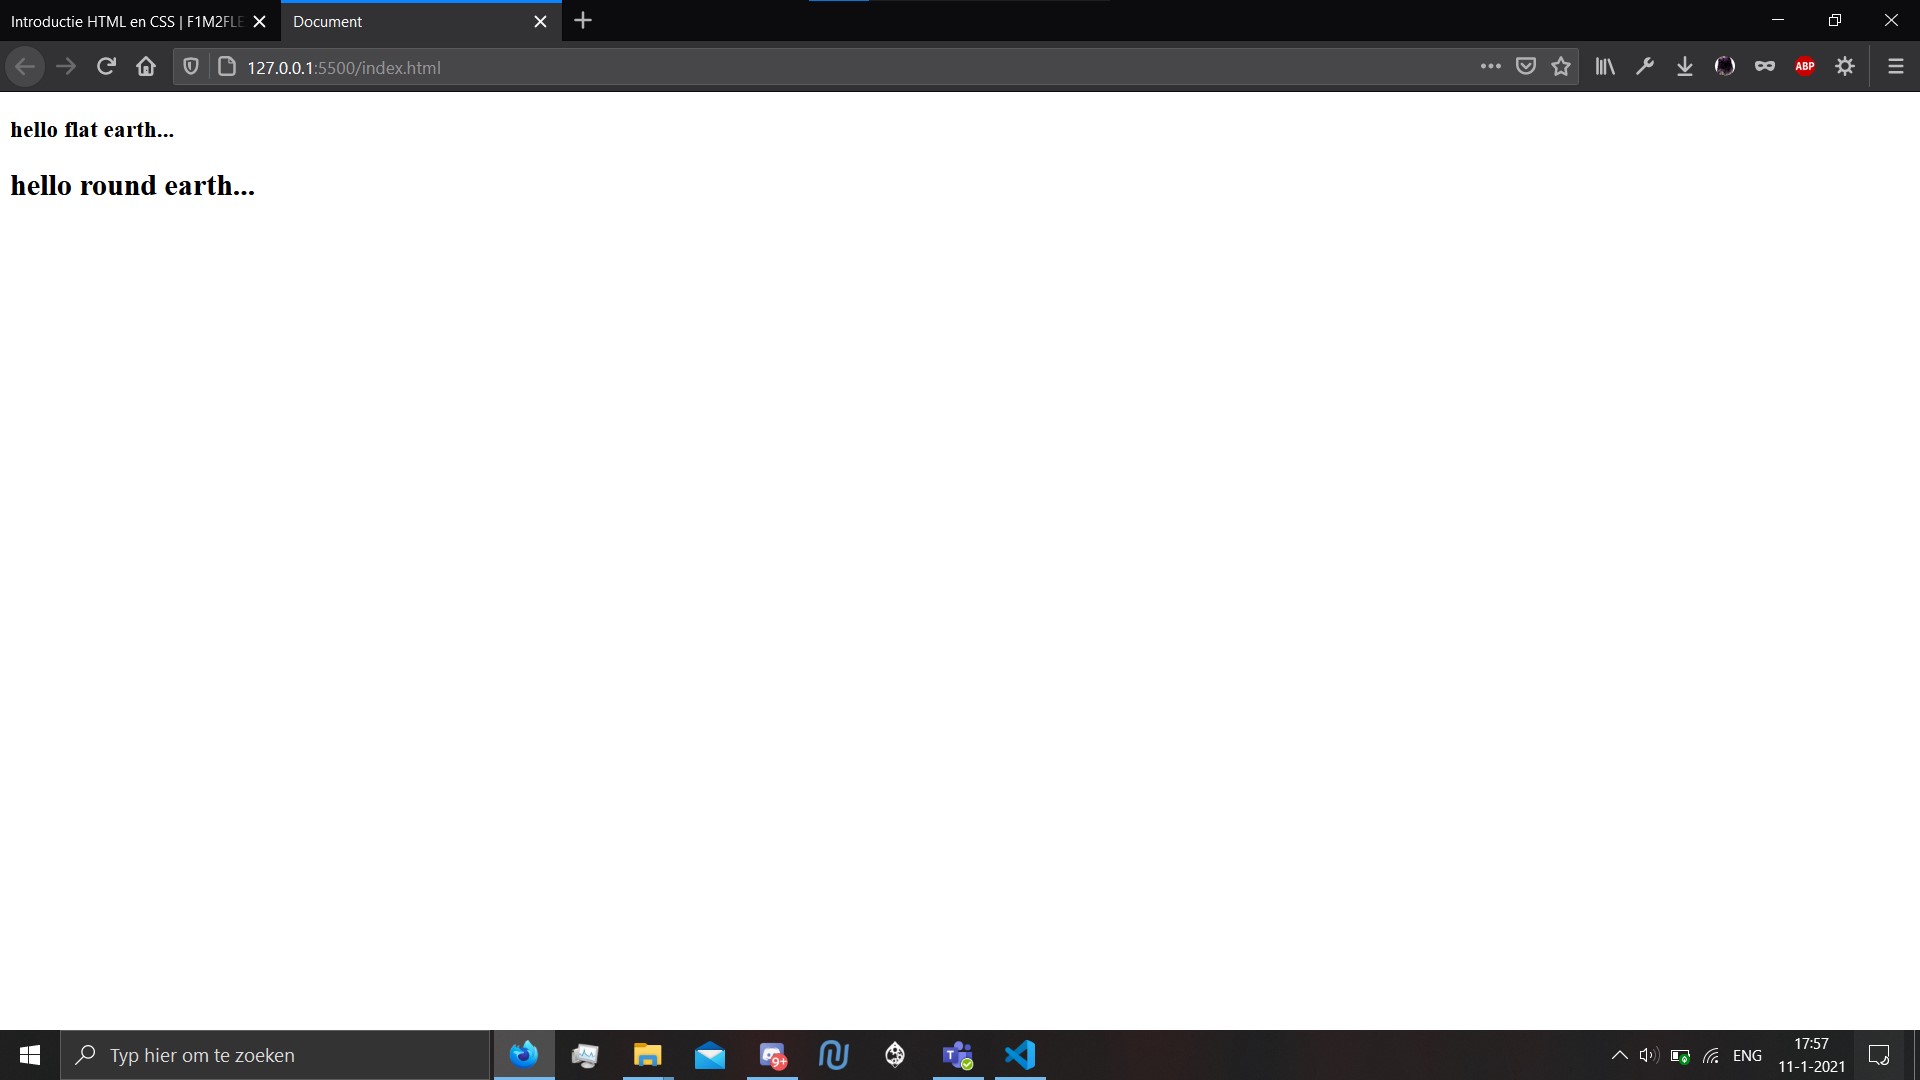 Introductie HTML en CSS | F1M2FLE
Document
127.0.0.1:5500/index.html
ABP
hello flat earth...
hello round earth...
Typ hier om te zoeken
9+
T
ENG
17:57
11-1-2021